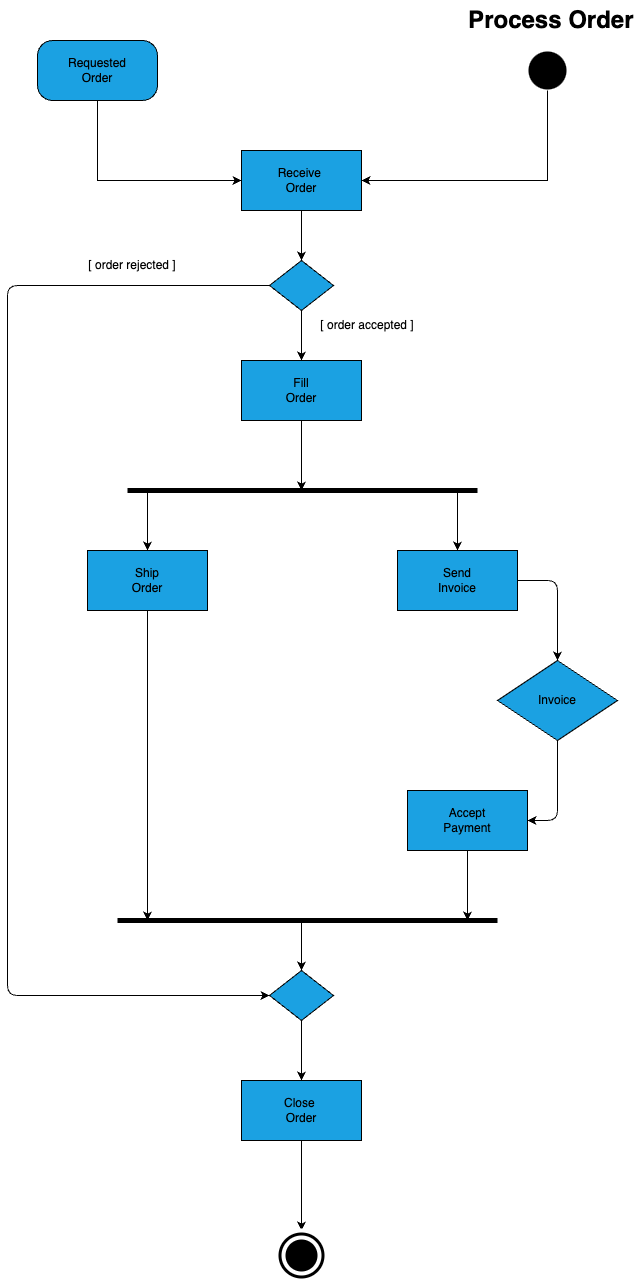 Process Order
Requested
Order
Receive
Order
[ order rejected ]
[ order accepted ]
Fill
Order
Ship
Order
Send
Invoice
Invoice
Accept
Payment
Close
Order